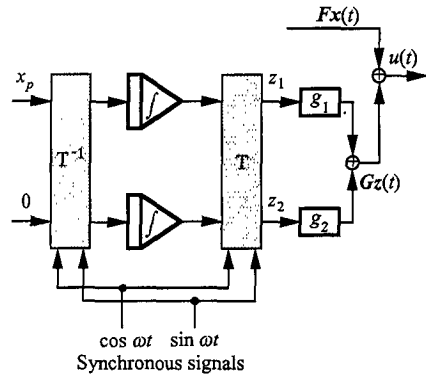 Fx(t)
u(t)
x_p
∫
z_1
g_1
T^{-1}
T
Gz(t)
0
∫
z_2
g_2
cos ωt sin ωt
Synchronous signals